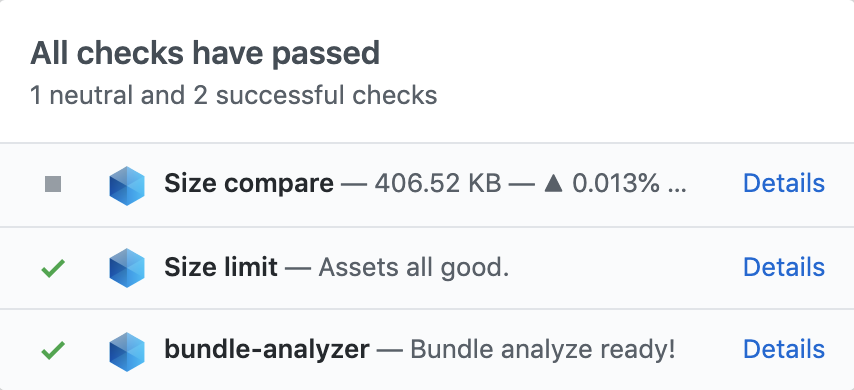 All checks have passed
1 neutral and 2 successful checks
Size compare — 406.52 KB — ▲ 0.013% ... Details
Size limit — Assets all good. Details
bundle-analyzer — Bundle analyze ready! Details